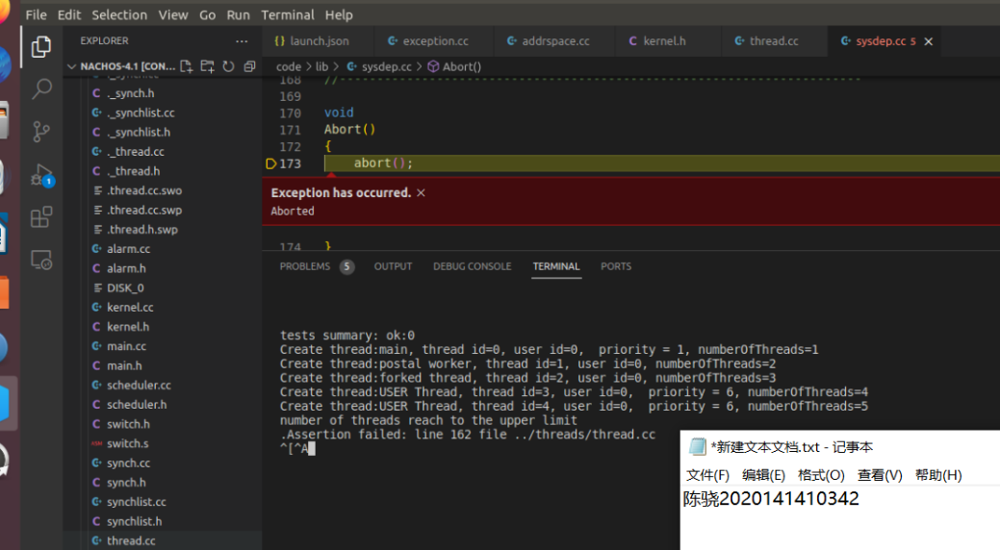 File Edit Selection View Go Run Terminal Help
EXPLORER
NACHOS-4.1 [CON...
._synch.h
._synchlist.cc
._synchlist.h
._thread.cc
._thread.h
.thread.cc.swo
.thread.cc.swp
.thread.h.swp
alarm.cc
alarm.h
DISK_0
kernel.cc
kernel.h
main.cc
main.h
scheduler.cc
scheduler.h
switch.h
switch.s
synch.cc
synch.h
synchlist.cc
synchlist.h
thread.cc
1
launch.json exception.cc addrspace.cc kernel.h thread.cc sysdep.cc 5
code > lib > sysdep.cc > Abort()
168
169
170 void
171 Abort()
172 {
173 abort();
Exception has occurred.
Aborted
174 }
PROBLEMS 5 OUTPUT DEBUG CONSOLE TERMINAL PORTS
tests summary: ok:0
Create thread:main, thread id=0, user id=0,  priority = 1, numberOfThreads=1
Create thread:postal worker, thread id=1, user id=0, numberOfThreads=2
Create thread:forked thread, thread id=2, user id=0, numberOfThreads=3
Create thread:USER Thread, thread id=3, user id=0,  priority = 6, numberOfThreads=4
Create thread:USER Thread, thread id=4, user id=0,  priority = 6, numberOfThreads=5
number of threads reach to the upper limit
.Assertion failed: line 162 file ../threads/thread.cc
^[^A
*新建文本文档.txt - 记事本
文件(F) 编辑(E) 格式(O) 查看(V) 帮助(H)
陈骁2020141410342